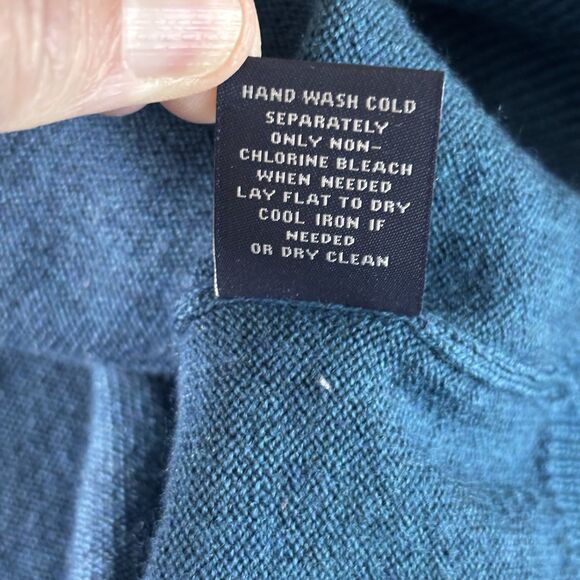 HAND WASH COLD
SEPARATELY
ONLY NON-
CHLORINE BLEACH
WHEN NEEDED
LAY FLAT TO DRY
COOL IRON IF
NEEDED
OR DRY CLEAN